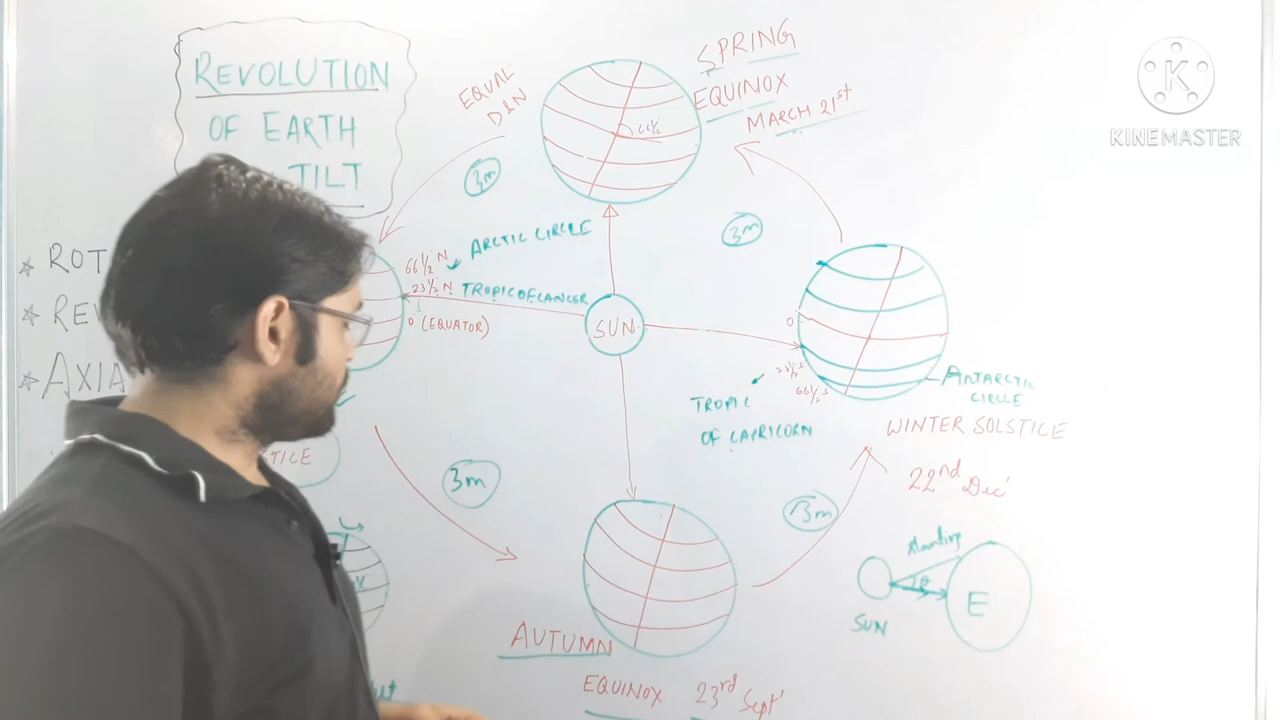 REVOLUTION
OF EARTH
TILT
ROT
REV
AXIA
EQUAL
D&N
3m
SPRING
EQUINOX
MARCH 21st
66½
3m
66½° N
ARCTIC CIRCLE
23½° N TROPIC OF CANCER
0° (EQUATOR)
SUN
0°
23½°S
66½°S
TROPIC
OF CAPRICORN
ANTARCTIC
CIRCLE
WINTER SOLSTICE
22nd Dec'
STICE
3m
3m
AUTUMN
EQUINOX 23rd Sept'
slanting
θ
SUN
E
KINEMASTER
K